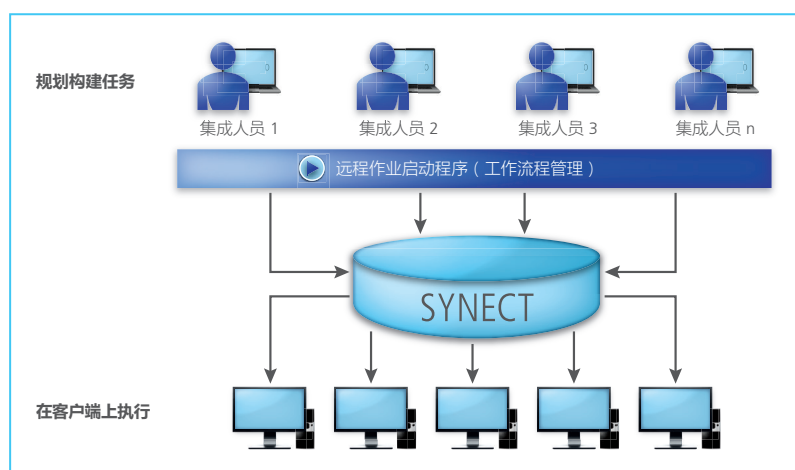 规划构建任务
集成人员 1
集成人员 2
集成人员 3
集成人员 n
远程作业启动程序（工作流程管理）
SYNECT
在客户端上执行